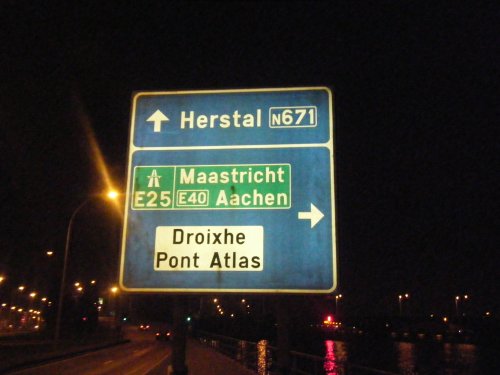 Herstal N671
Maastricht
E25 E40 Aachen
Droixhe
Pont Atlas